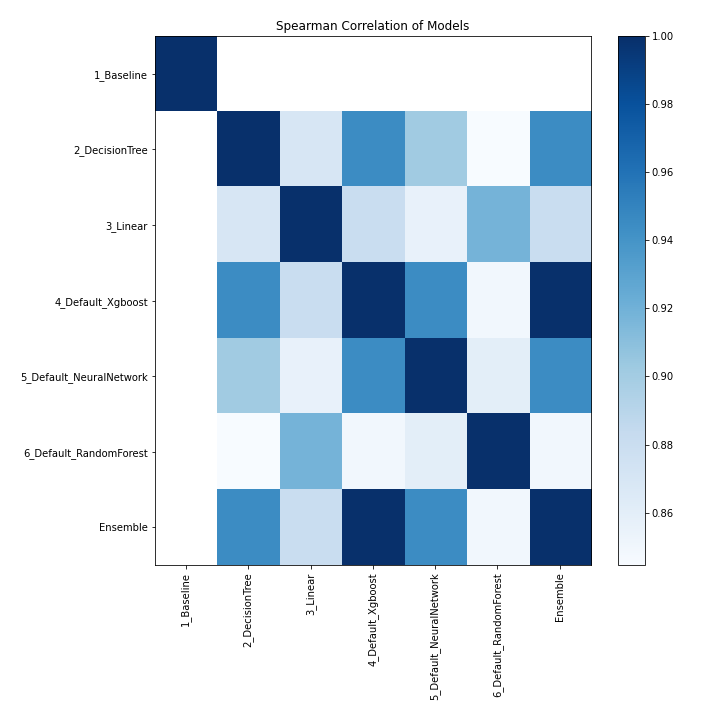 Spearman Correlation of Models
1_Baseline
2_DecisionTree
3_Linear
4_Default_Xgboost
5_Default_NeuralNetwork
6_Default_RandomForest
Ensemble
1_Baseline
2_DecisionTree
3_Linear
4_Default_Xgboost
5_Default_NeuralNetwork
6_Default_RandomForest
Ensemble
1.00
0.98
0.96
0.94
0.92
0.90
0.88
0.86